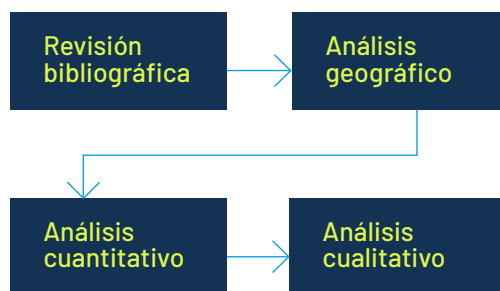 Revisión
bibliográfica
Análisis
geográfico
Análisis
cuantitativo
Análisis
cualitativo